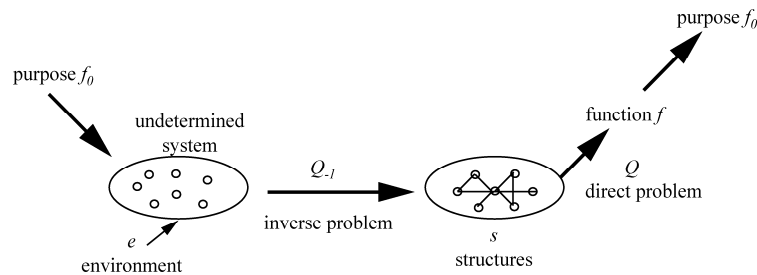 purpose f0
purpose f0
undetermined
system
function f
Q-1
Q
direct problem
inverse problem
e
environment
s
structures